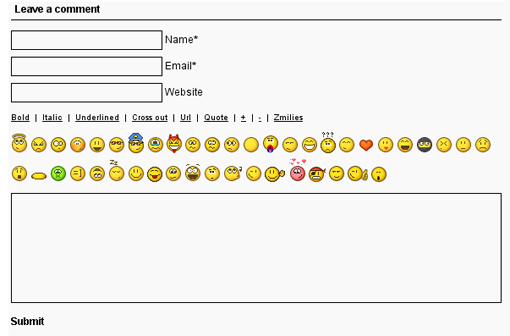 Leave a comment
Name*
Email*
Website
Bold | Italic | Underlined | Cross out | Url | Quote | + | - | Zmilies
???
zz
Submit